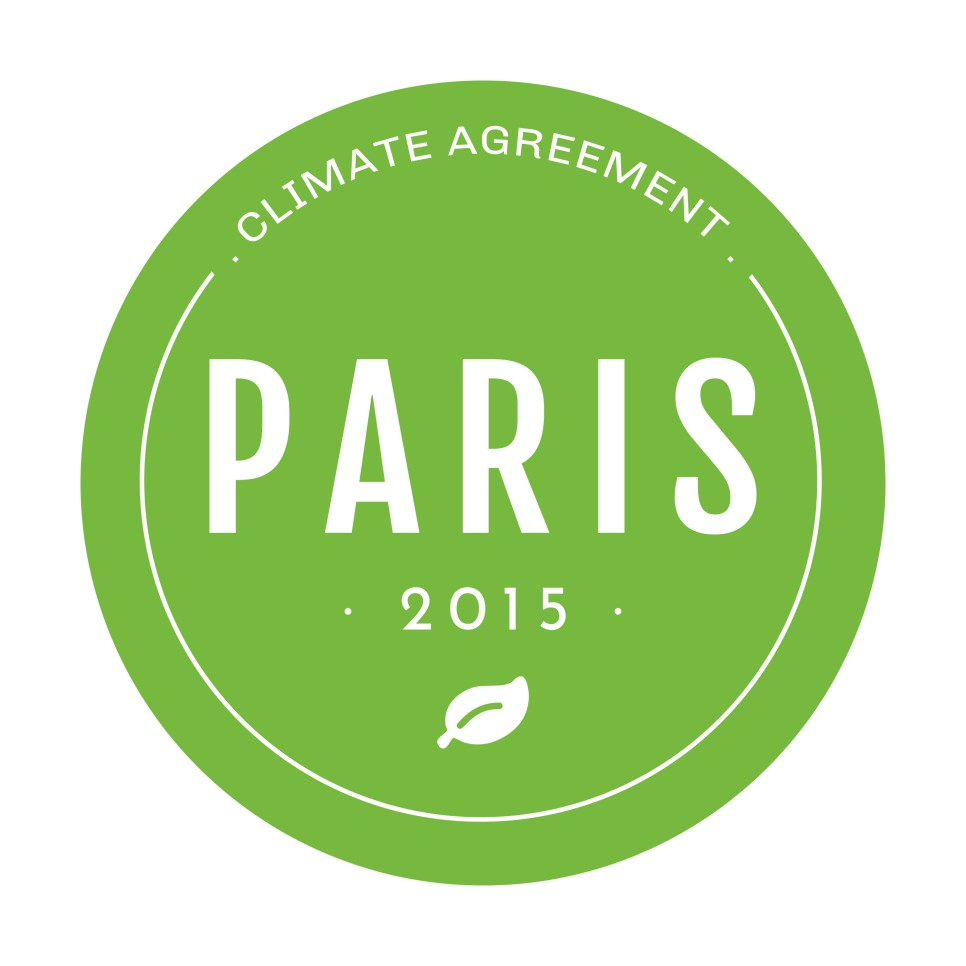 · CLIMATE AGREEMENT ·
PARIS
· 2015 ·